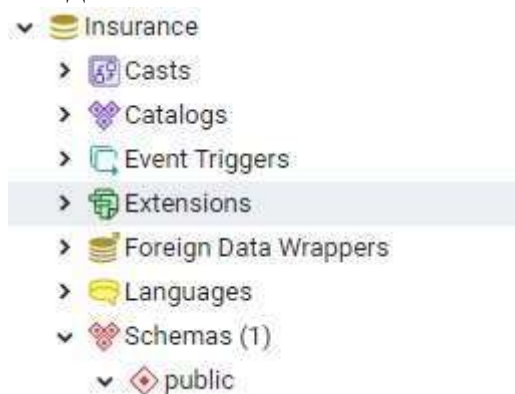 Insurance
Casts
Catalogs
Event Triggers
Extensions
Foreign Data Wrappers
Languages
Schemas (1)
public